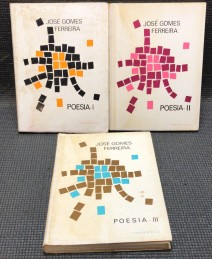 JOSÉ GOMES
FERREIRA
POESIA-I
JOSÉ GOMES
FERREIRA
POESIA-II
JOSÉ GOMES
FERREIRA
POESIA-III